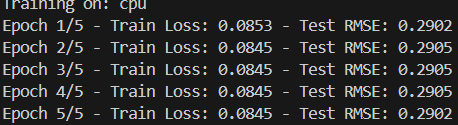 Training on: cpu
Epoch 1/5 - Train Loss: 0.0853 - Test RMSE: 0.2902
Epoch 2/5 - Train Loss: 0.0845 - Test RMSE: 0.2905
Epoch 3/5 - Train Loss: 0.0845 - Test RMSE: 0.2905
Epoch 4/5 - Train Loss: 0.0845 - Test RMSE: 0.2905
Epoch 5/5 - Train Loss: 0.0845 - Test RMSE: 0.2902